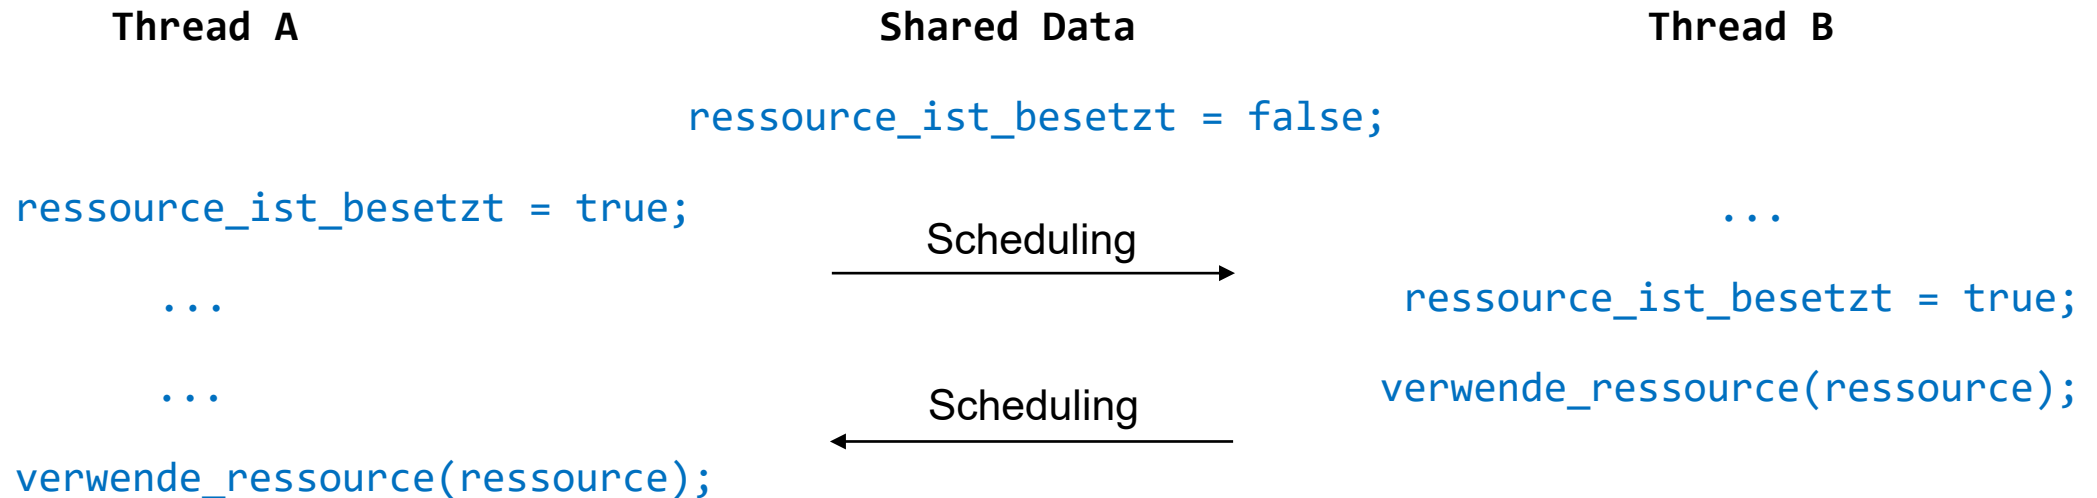 Thread A
Shared Data
Thread B
ressource_ist_besetzt = false;
ressource_ist_besetzt = true;
...
Scheduling
...
ressource_ist_besetzt = true;
...
verwende_ressource(ressource);
Scheduling
verwende_ressource(ressource);